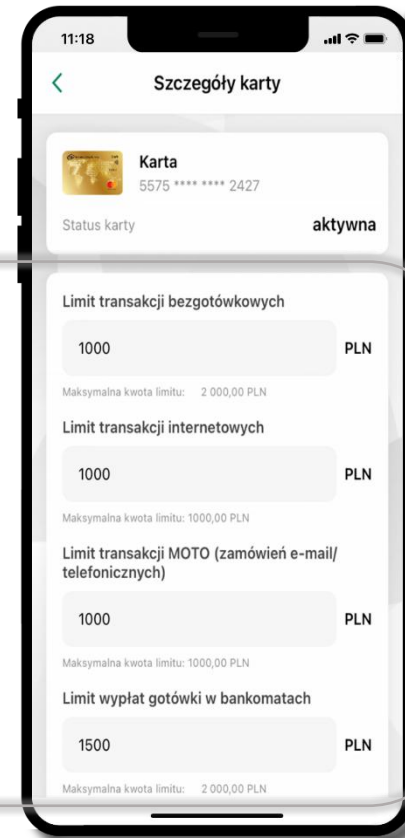 11:18
Szczegóły karty
Karta
5575 **** **** 2427
Status karty aktywna
Limit transakcji bezgotówkowych
1000 PLN
Maksymalna kwota limitu: 2 000,00 PLN
Limit transakcji internetowych
1000 PLN
Maksymalna kwota limitu: 1000,00 PLN
Limit transakcji MOTO (zamówień e-mail/
telefonicznych)
1000 PLN
Maksymalna kwota limitu: 1000,00 PLN
Limit wypłat gotówki w bankomatach
1500 PLN
Maksymalna kwota limitu: 2 000,00 PLN